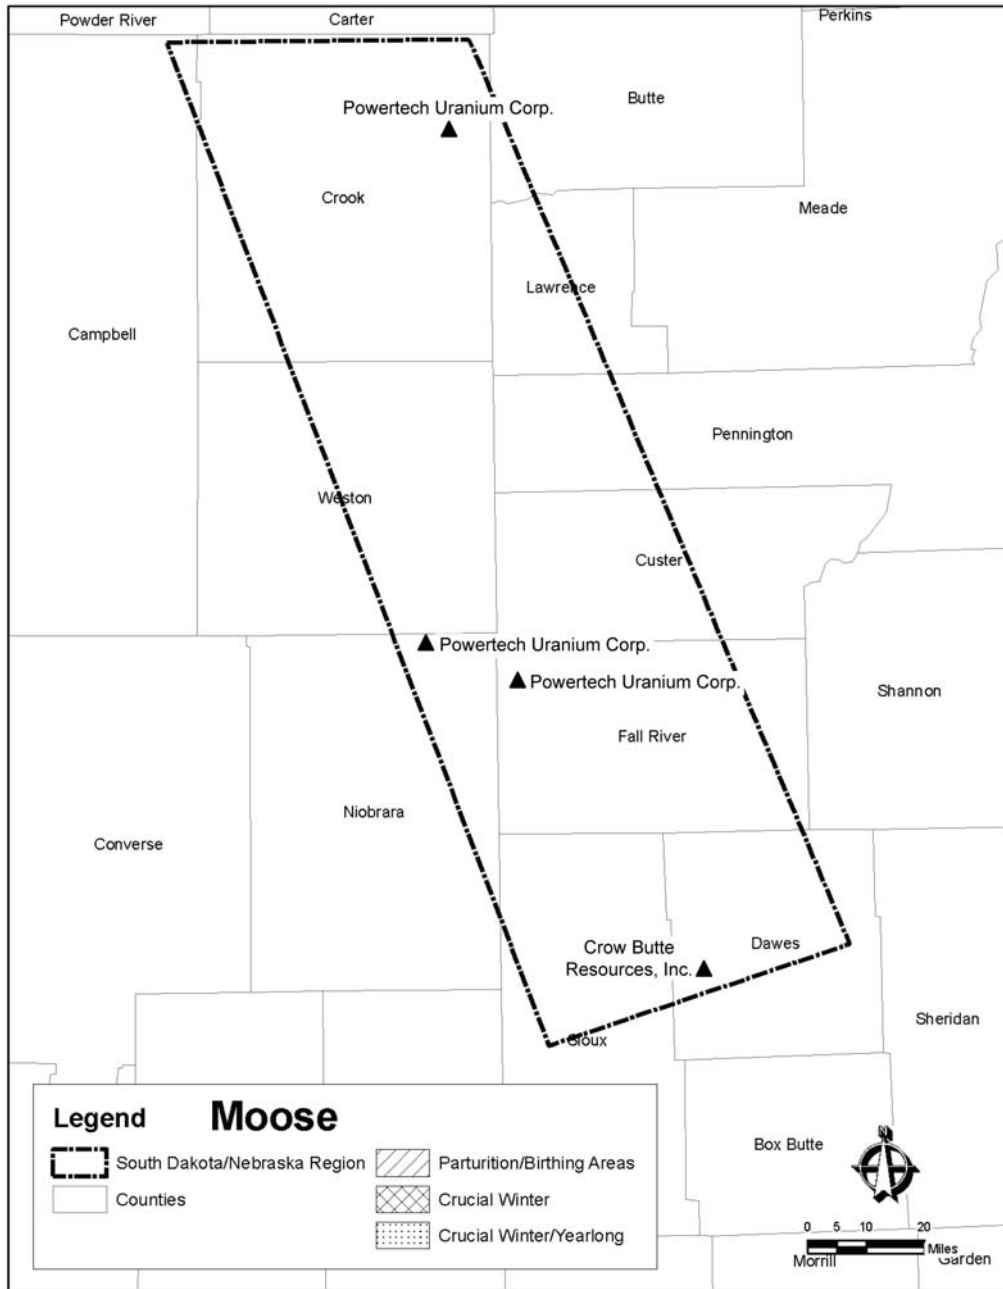 Powder River
Carter
Perkins
Butte
Powertech Uranium Corp.
Crook
Meade
Lawrence
Campbell
Pennington
Weston
Custer
Powertech Uranium Corp.
Powertech Uranium Corp.
Shannon
Fall River
Niobrara
Converse
Crow Butte
Resources, Inc.
Dawes
Sheridan
Sioux
Legend
Moose
South Dakota/Nebraska Region
Counties
Parturition/Birthing Areas
Crucial Winter
Crucial Winter/Yearlong
Box Butte
N
0 5 10 20
Miles
Morrill
Garden